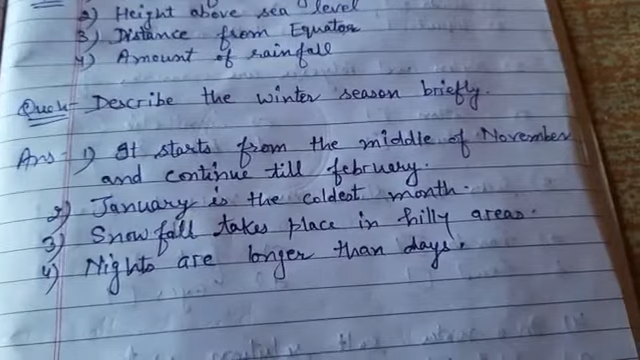 2) Height above sea level
3) Distance from Equator
4) Amount of rainfall
Ques:- Describe the winter season briefly.
Ans- 1) It starts from the middle of November
and continue till february.
2) January is the coldest month.
3) Snow fall takes place in hilly areas.
4) Nights are longer than days.